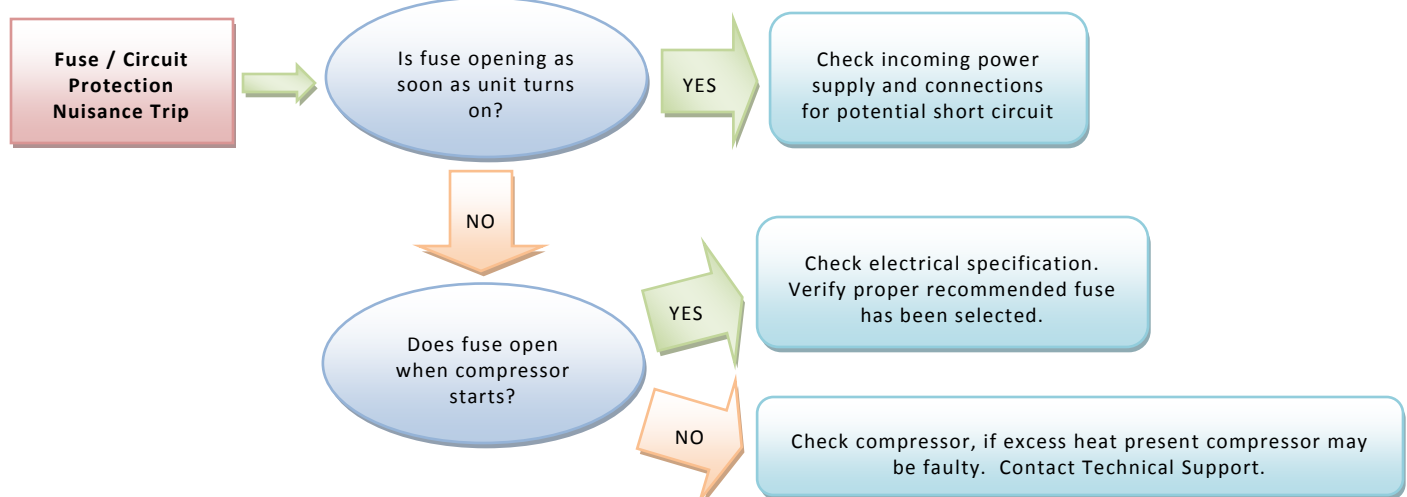 Fuse / Circuit
Protection
Nuisance Trip
Is fuse opening as
soon as unit turns
on?
YES
Check incoming power
supply and connections
for potential short circuit
NO
Does fuse open
when compressor
starts?
YES
Check electrical specification.
Verify proper recommended fuse
has been selected.
NO
Check compressor, if excess heat present compressor may
be faulty.  Contact Technical Support.